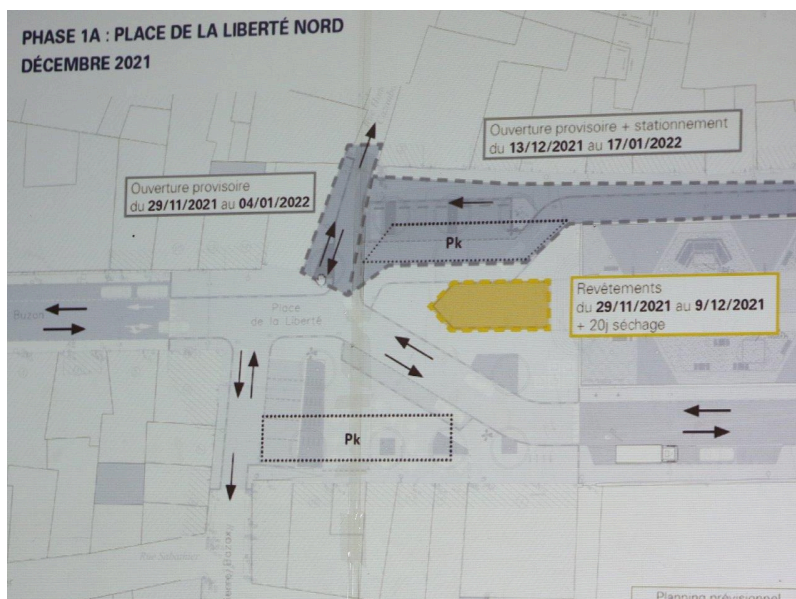 PHASE 1A : PLACE DE LA LIBERTÉ NORD
DÉCEMBRE 2021
Ouverture provisoire + stationnement
du 13/12/2021 au 17/01/2022
Ouverture provisoire
du 29/11/2021 au 04/01/2022
Pk
Revêtements
du 29/11/2021 au 9/12/2021
+ 20j séchage
Buzon
Place
de la Liberté
Pk
Rue
Planning prévisionnel